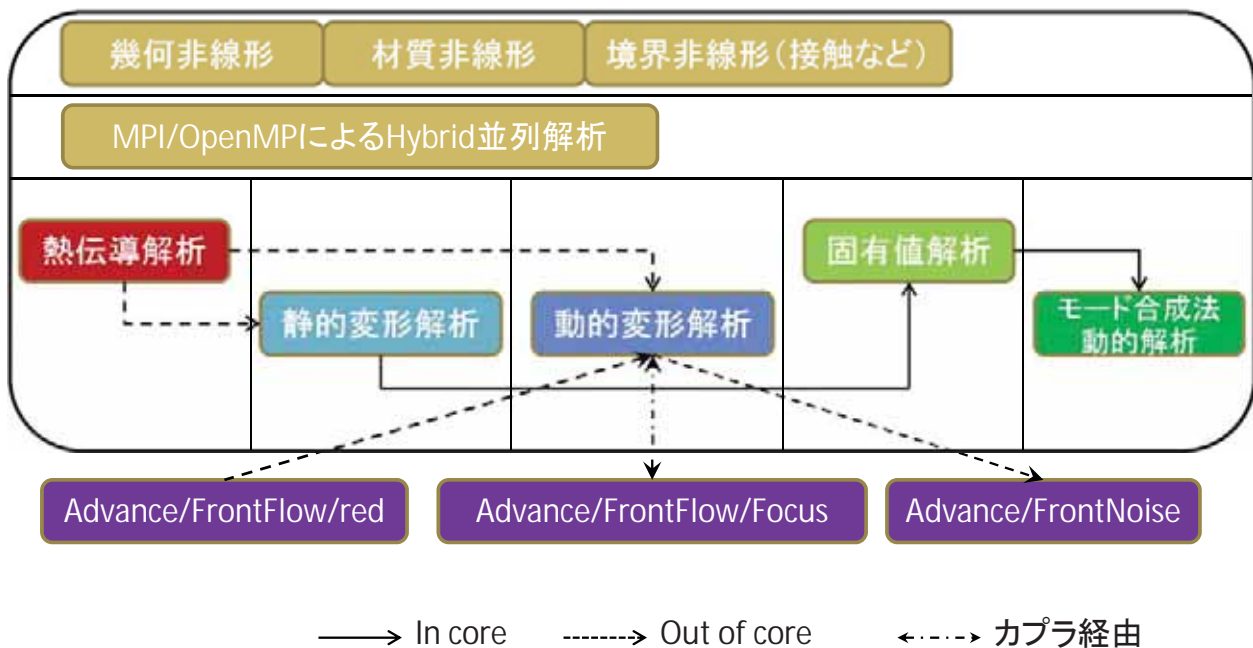 幾何非線形
材質非線形
境界非線形(接触など)
MPI/OpenMPによるHybrid並列解析
熱伝導解析
固有値解析
静的変形解析
動的変形解析
モード合成法
動的解析
Advance/FrontFlow/red
Advance/FrontFlow/Focus
Advance/FrontNoise
In core
Out of core
カプラ経由